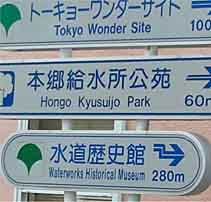 トーキョーワンダーサイト
Tokyo Wonder Site
100
本郷給水所公苑
Hongo Kyusuijo Park
60m
水道歴史館
Waterworks Historical Museum
280m